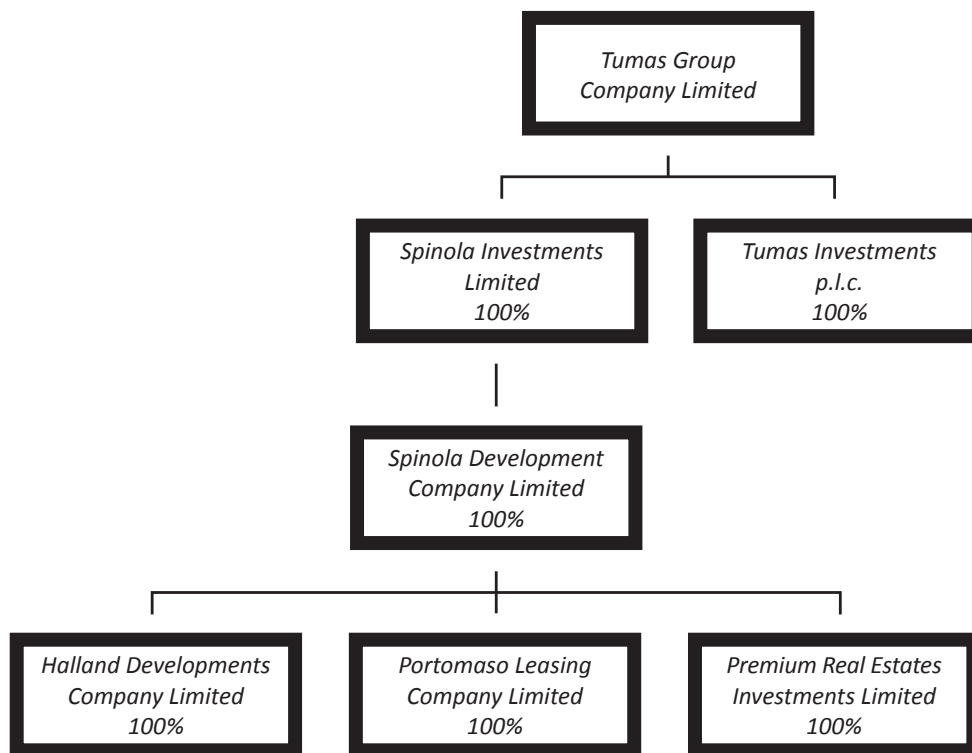 Tumas Group
Company Limited
Spinola Investments
Limited
100%
Tumas Investments
p.l.c.
100%
Spinola Development
Company Limited
100%
Halland Developments
Company Limited
100%
Portomaso Leasing
Company Limited
100%
Premium Real Estates
Investments Limited
100%